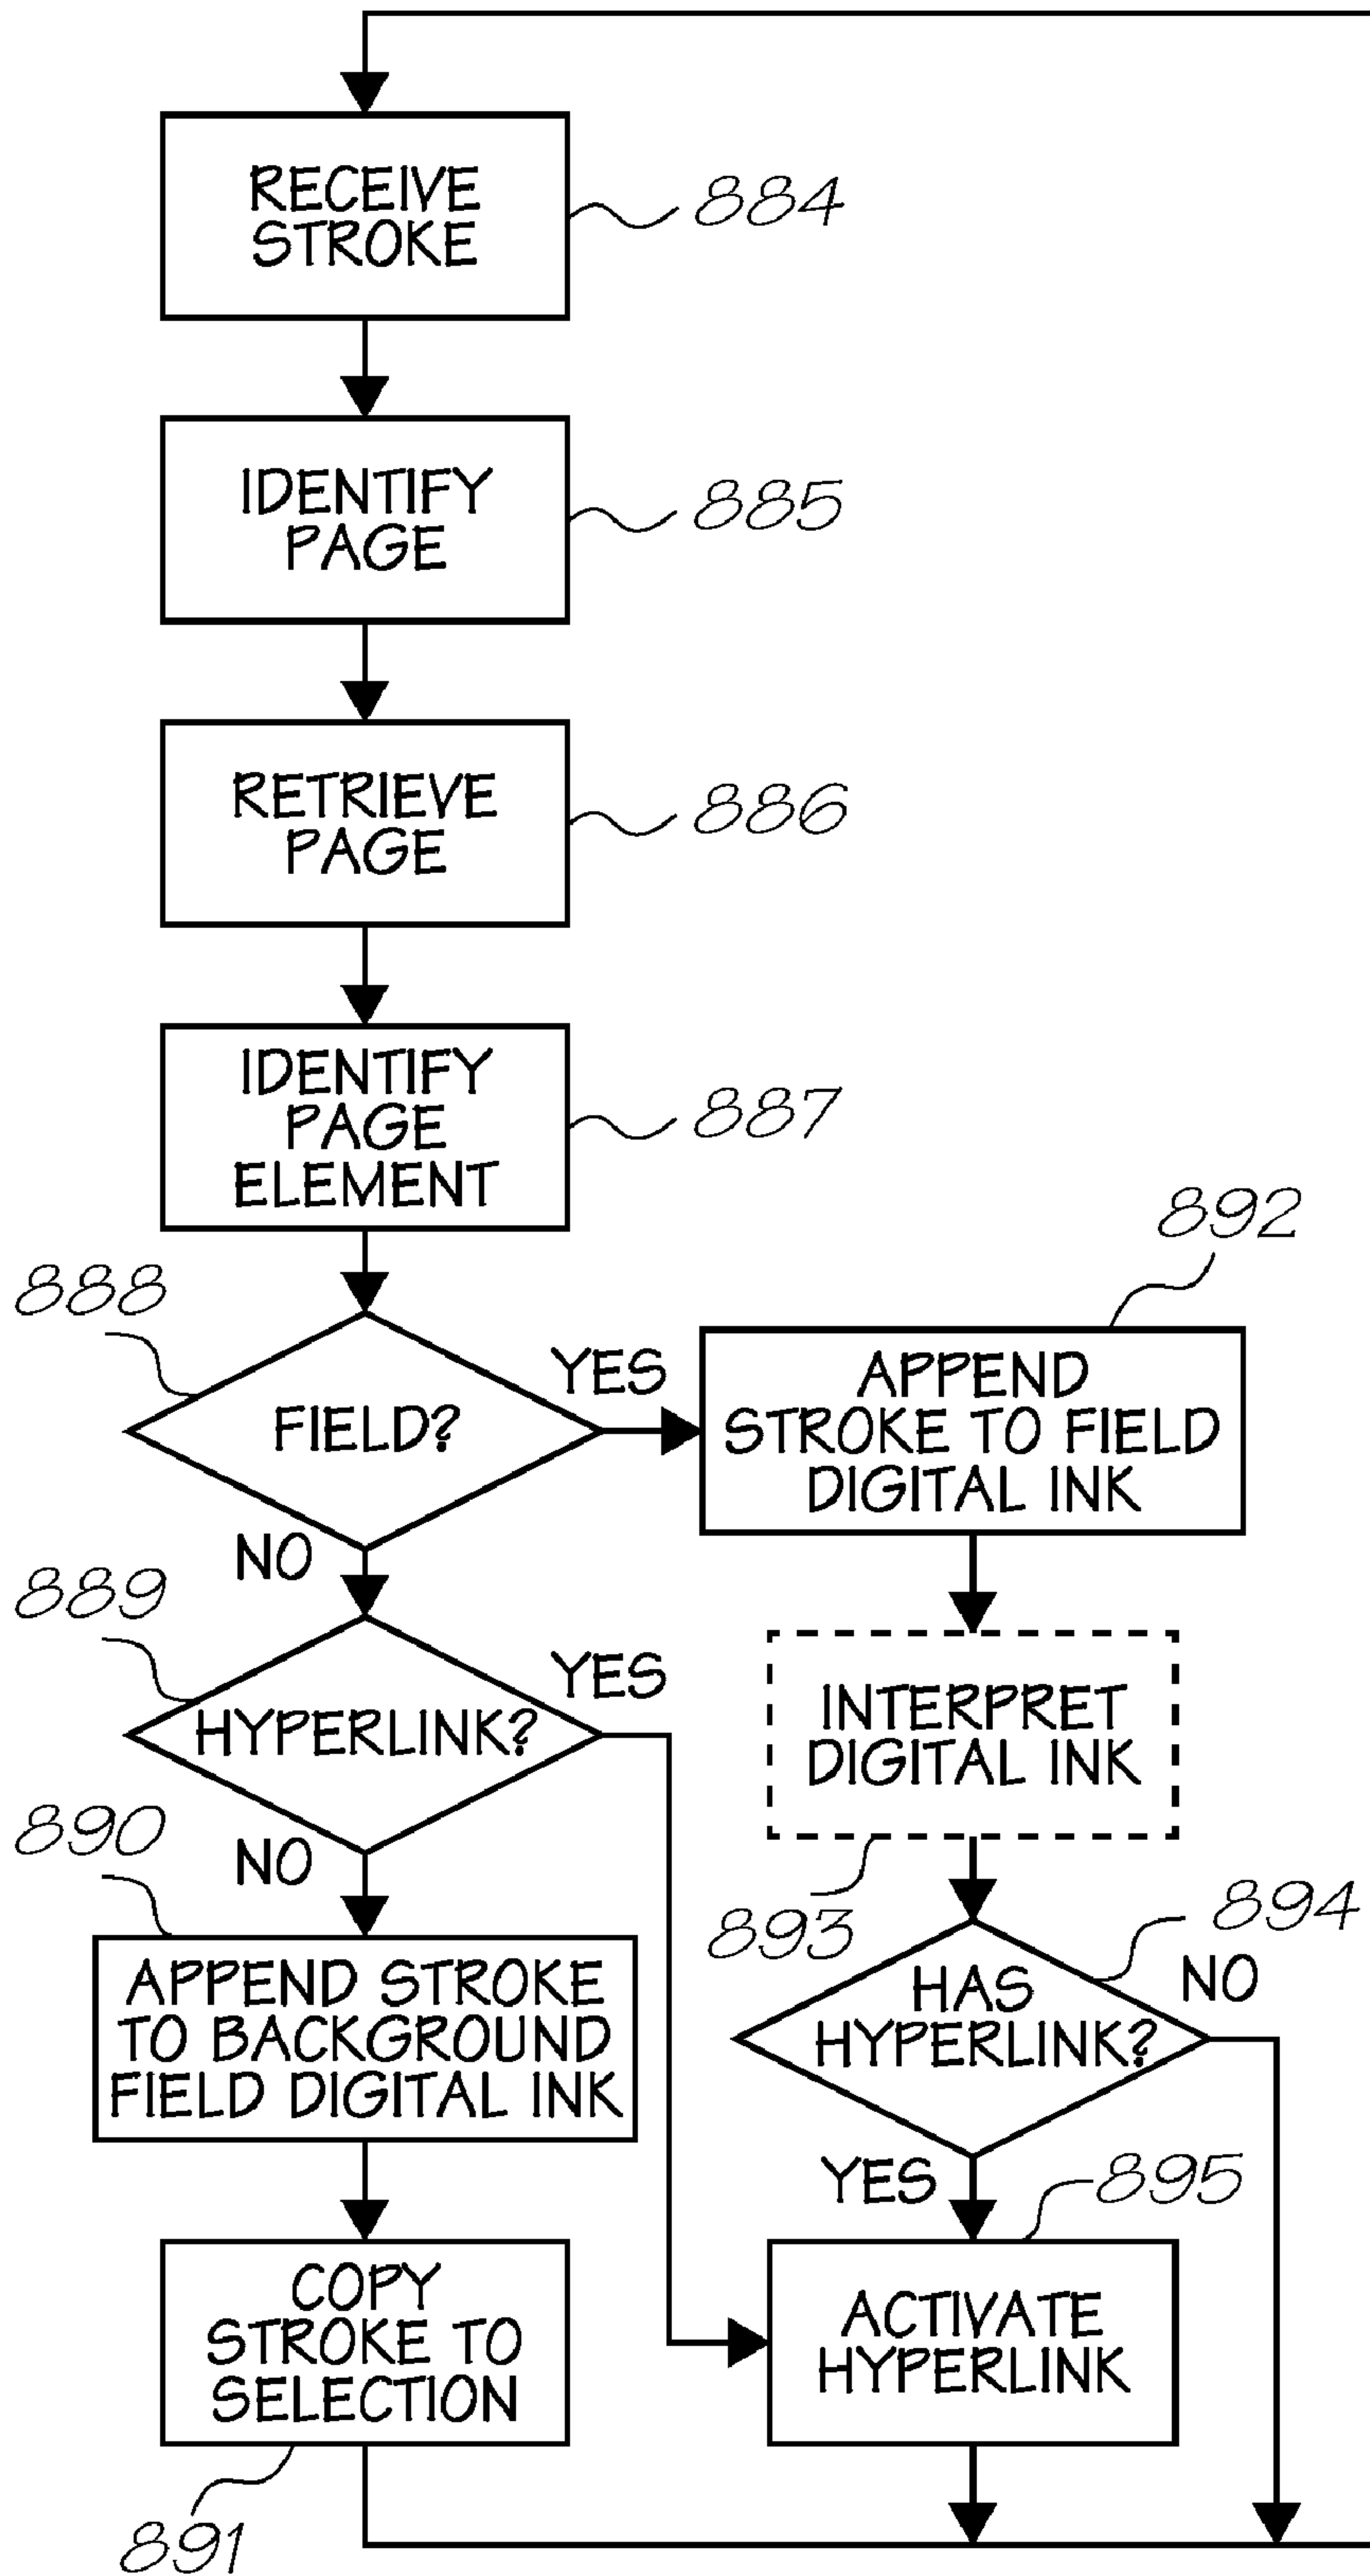 RECEIVE
STROKE
884
IDENTIFY
PAGE
885
RETRIEVE
PAGE
886
IDENTIFY
PAGE
ELEMENT
887
888
FIELD?
YES
NO
892
APPEND
STROKE TO FIELD
DIGITAL INK
889
HYPERLINK?
YES
NO
INTERPRET
DIGITAL INK
893
890
APPEND STROKE
TO BACKGROUND
FIELD DIGITAL INK
894
HAS
HYPERLINK?
NO
YES
895
COPY
STROKE TO
SELECTION
891
ACTIVATE
HYPERLINK